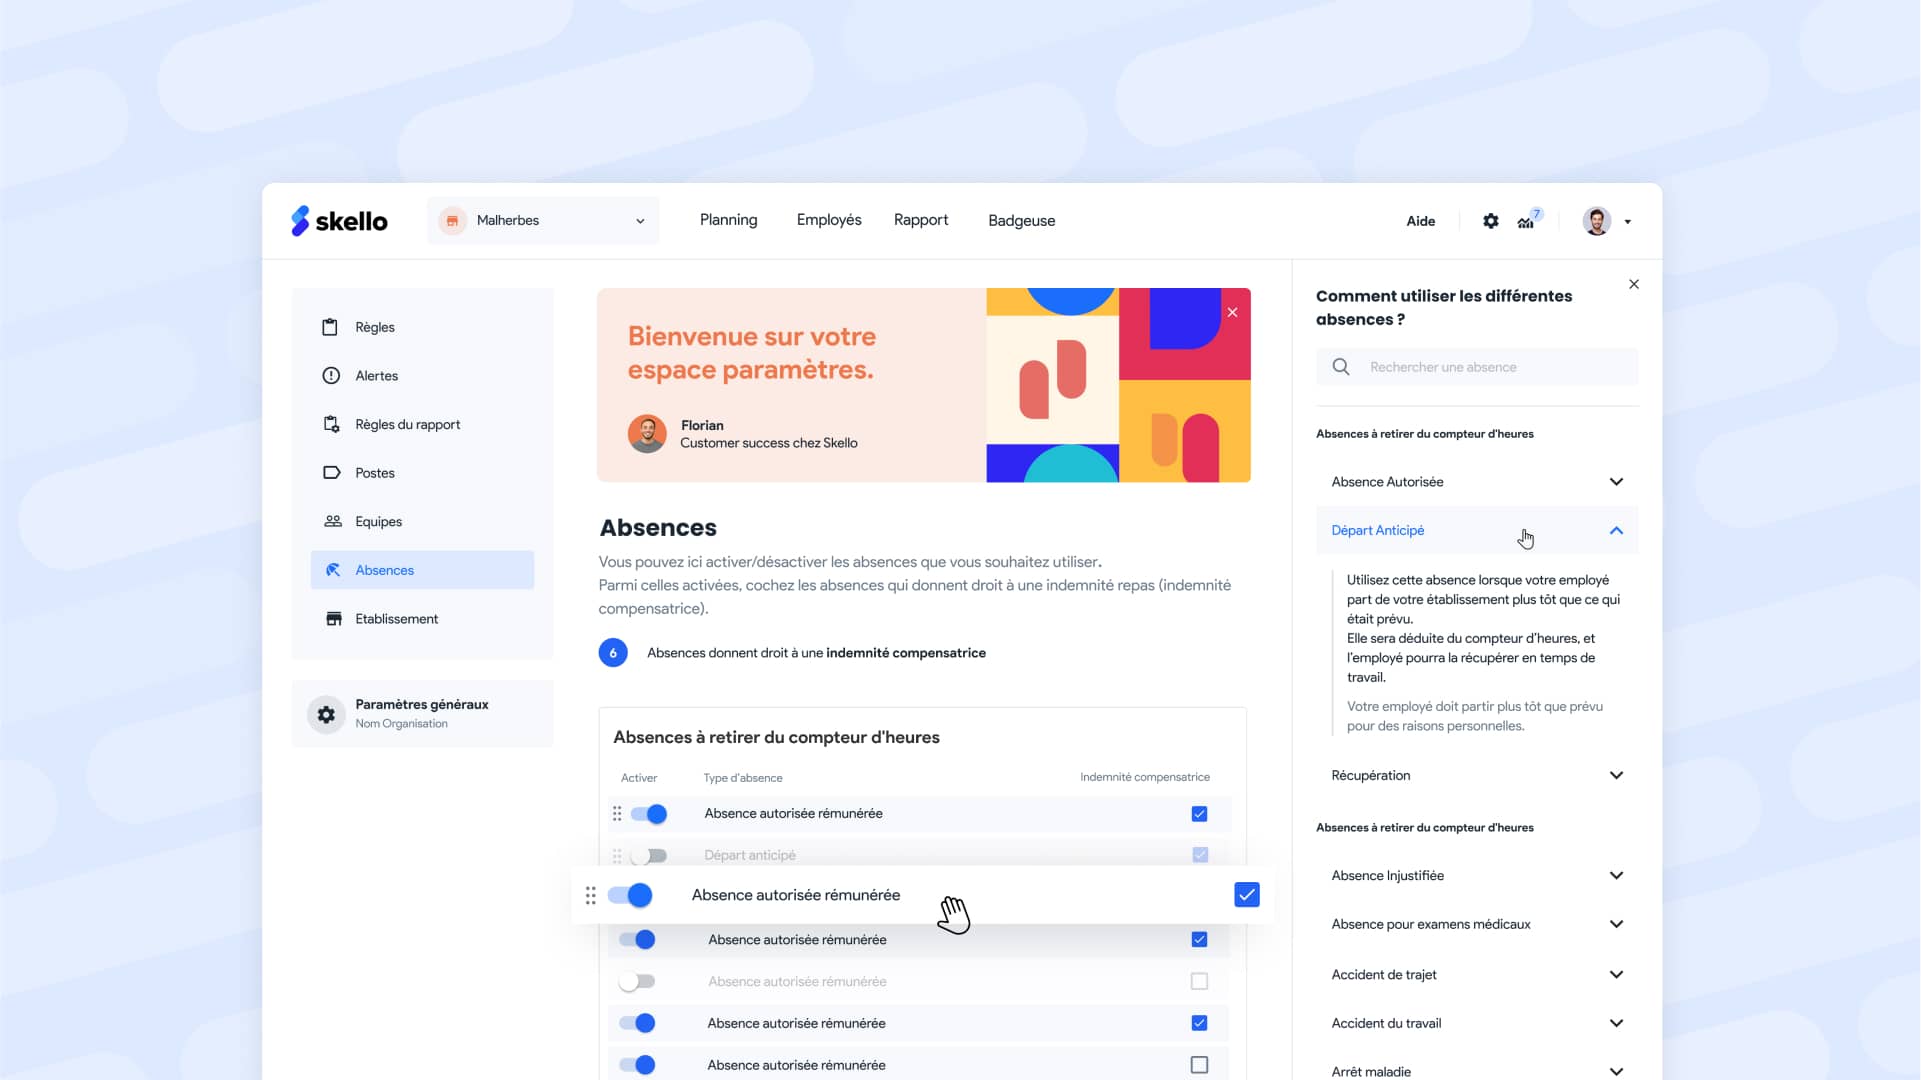 skello
Malherbes
Planning
Employés
Rapport
Badgeuse
Aide
7
Règles
Alertes
Règles du rapport
Postes
Equipes
Absences
Etablissement
Paramètres généraux
Nom Organisation
Bienvenue sur votre
espace paramètres.
Florian
Customer success chez Skello
Absences
Vous pouvez ici activer/désactiver les absences que vous souhaitez utiliser.
Parmi celles activées, cochez les absences qui donnent droit à une indemnité repas (indemnité
compensatrice).
6 Absences donnent droit à une indemnité compensatrice
Absences à retirer du compteur d'heures
Activer Type d'absence Indemnité compensatrice
Absence autorisée rémunérée
Départ anticipé
Absence autorisée rémunérée
Absence autorisée rémunérée
Absence autorisée rémunérée
Absence autorisée rémunérée
Absence autorisée rémunérée
Comment utiliser les différentes
absences ?
Rechercher une absence
Absences à retirer du compteur d'heures
Absence Autorisée
Départ Anticipé
Utilisez cette absence lorsque votre employé
part de votre établissement plus tôt que ce qui
était prévu.
Elle sera déduite du compteur d'heures, et
l'employé pourra la récupérer en temps de
travail.
Votre employé doit partir plus tôt que prévu
pour des raisons personnelles.
Récupération
Absences à retirer du compteur d'heures
Absence Injustifiée
Absence pour examens médicaux
Accident de trajet
Accident du travail
Arrêt maladie